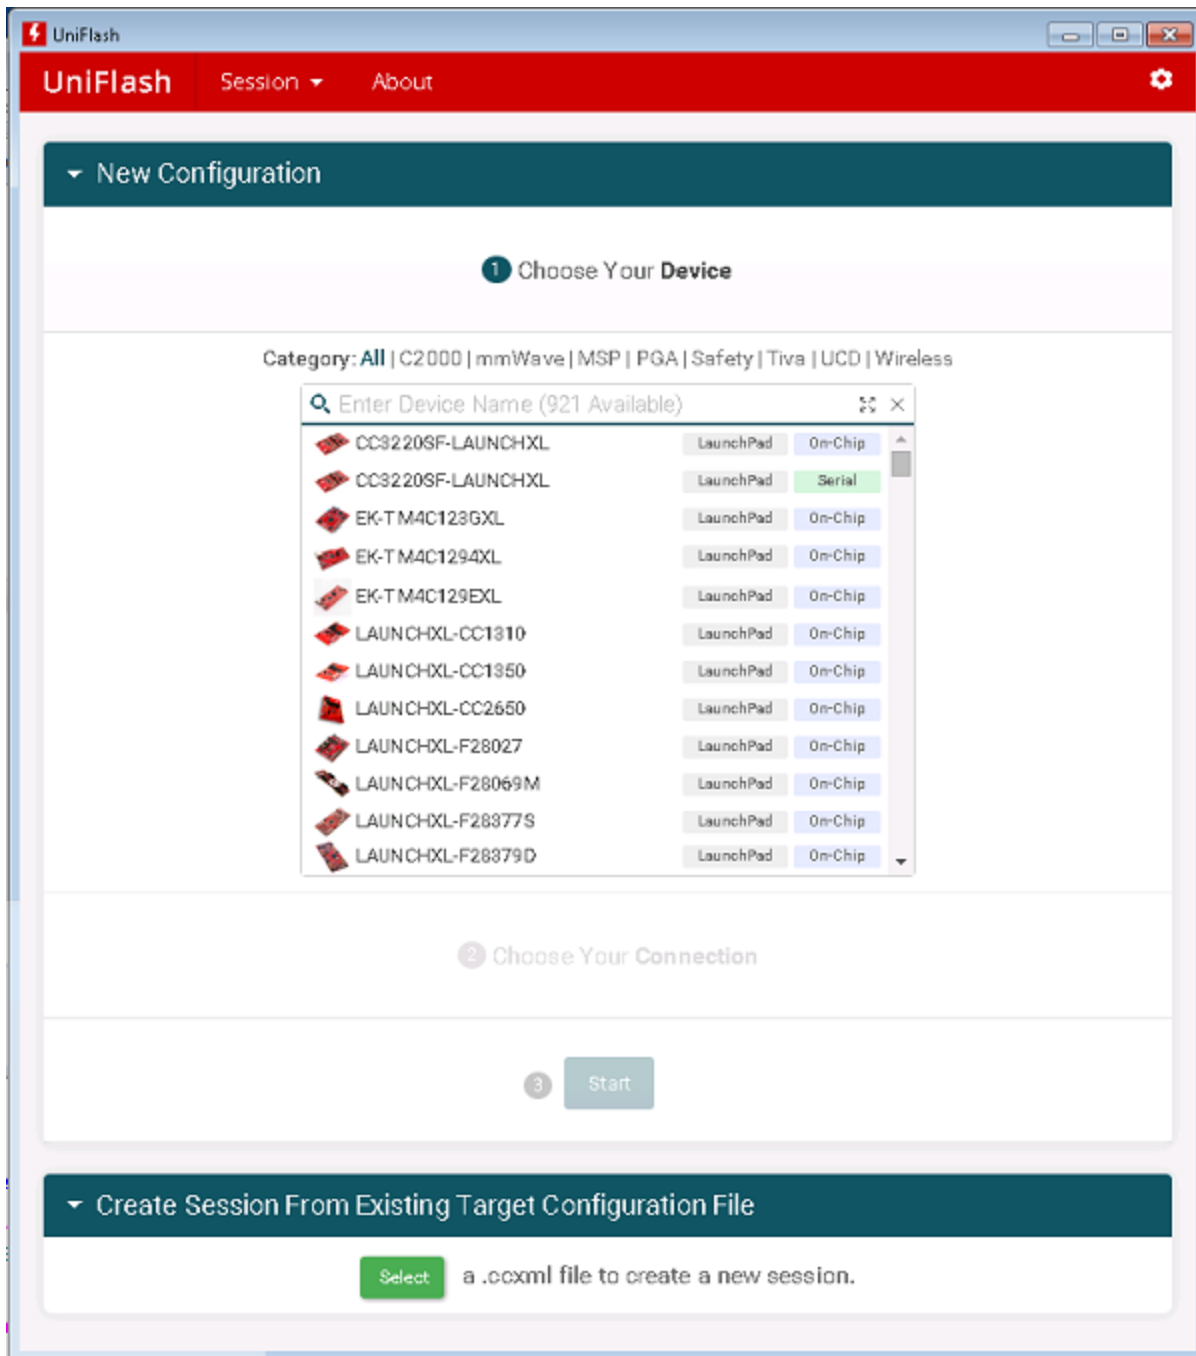 UniFlash
UniFlash Session About
New Configuration
1 Choose Your Device
Category: All | C2000 | mmWave | MSP | PGA | Safety | Tiva | UCD | Wireless
Enter Device Name (921 Available)
CC3220SF-LAUNCHXL LaunchPad On-Chip
CC3220SF-LAUNCHXL LaunchPad Serial
EK-TM4C123GXL LaunchPad On-Chip
EK-TM4C1294XL LaunchPad On-Chip
EK-TM4C129EXL LaunchPad On-Chip
LAUNCHXL-CC1310 LaunchPad On-Chip
LAUNCHXL-CC1350 LaunchPad On-Chip
LAUNCHXL-CC2650 LaunchPad On-Chip
LAUNCHXL-F28027 LaunchPad On-Chip
LAUNCHXL-F28069M LaunchPad On-Chip
LAUNCHXL-F28377S LaunchPad On-Chip
LAUNCHXL-F28379D LaunchPad On-Chip
2 Choose Your Connection
3 Start
Create Session From Existing Target Configuration File
Select a .ccxml file to create a new session.